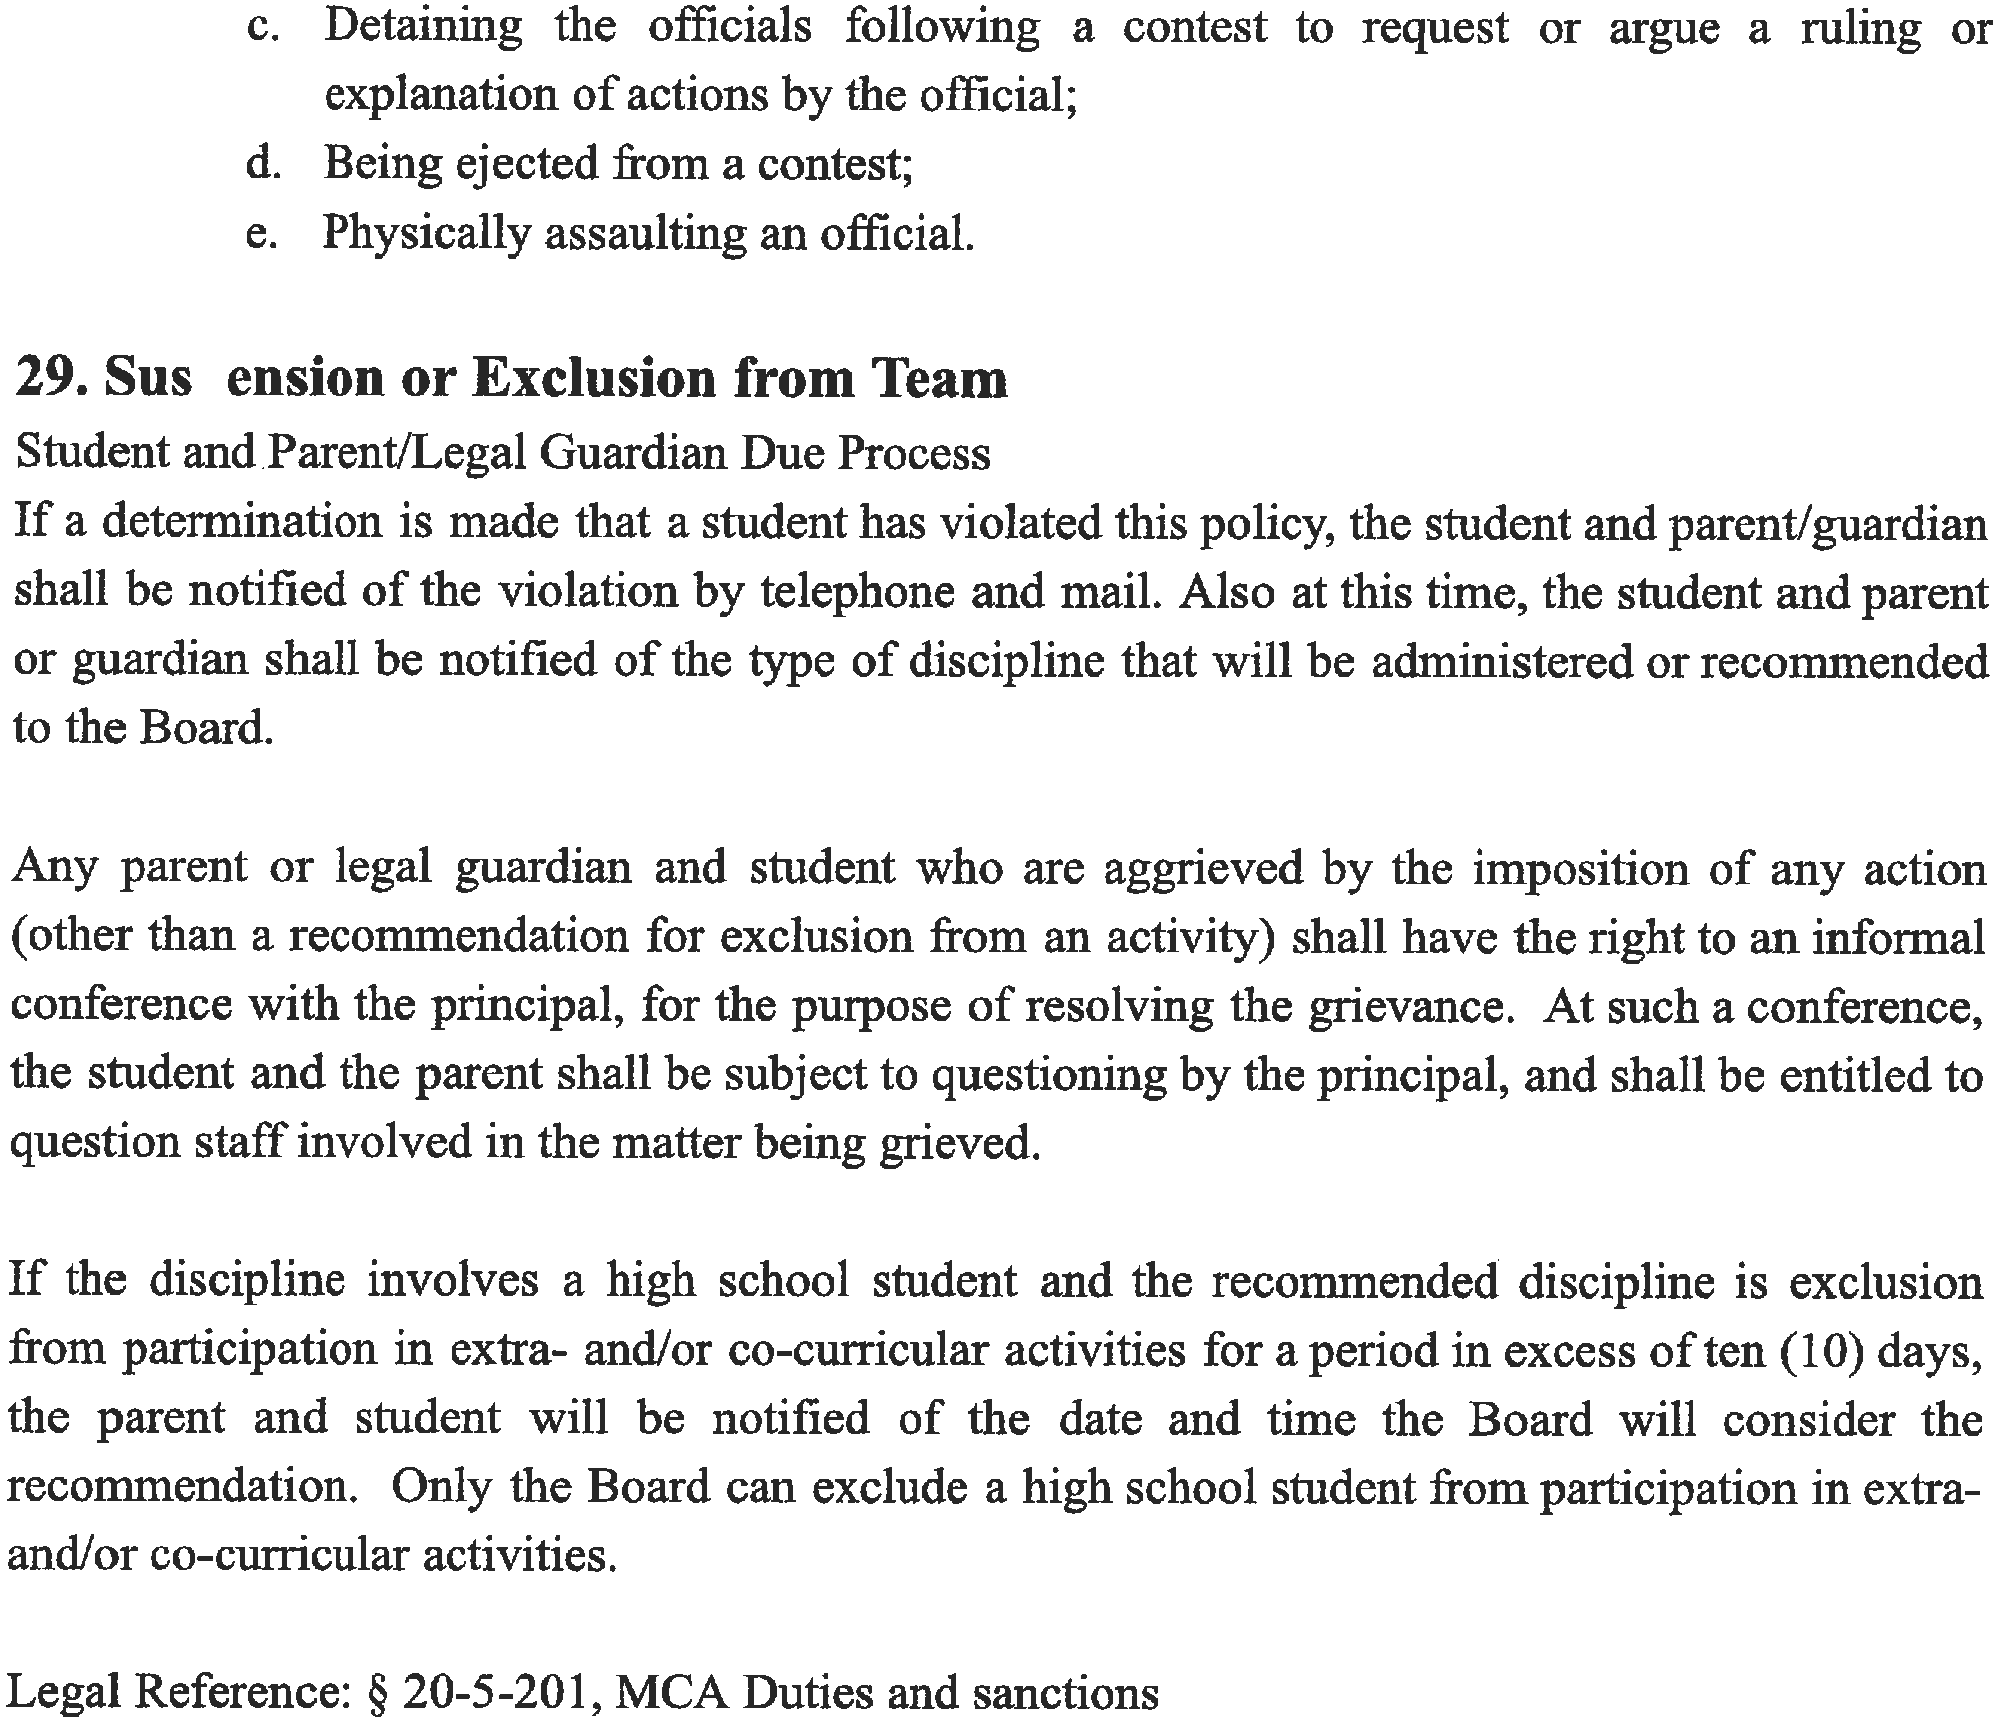 c. Detaining the officials following a contest to request or argue a ruling or
explanation of actions by the official;
d. Being ejected from a contest;
e. Physically assaulting an official.
29. Sus ension or Exclusion from Team
Student and Parent/Legal Guardian Due Process
If a determination is made that a student has violated this policy, the student and parent/guardian
shall be notified of the violation by telephone and mail. Also at this time, the student and parent
or guardian shall be notified of the type of discipline that will be administered or recommended
to the Board.
Any parent or legal guardian and student who are aggrieved by the imposition of any action
(other than a recommendation for exclusion from an activity) shall have the right to an informal
conference with the principal, for the purpose of resolving the grievance. At such a conference,
the student and the parent shall be subject to questioning by the principal, and shall be entitled to
question staff involved in the matter being grieved.
If the discipline involves a high school student and the recommended discipline is exclusion
from participation in extra- and/or co-curricular activities for a period in excess of ten (10) days,
the parent and student will be notified of the date and time the Board will consider the
recommendation. Only the Board can exclude a high school student from participation in extra-
and/or co-curricular activities.
Legal Reference: § 20-5-201, MCA Duties and sanctions